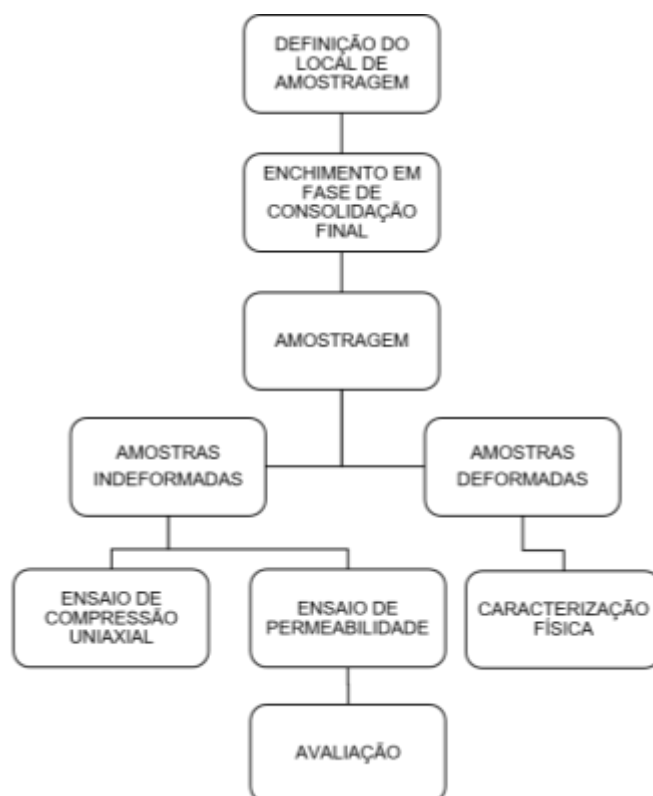 DEFINIÇÃO DO
LOCAL DE
AMOSTRAGEM
ENCHIMENTO EM
FASE DE
CONSOLIDAÇÃO
FINAL
AMOSTRAGEM
AMOSTRAS
INDEFORMADAS
AMOSTRAS
DEFORMADAS
ENSAIO DE
COMPRESSÃO
UNIAXIAL
ENSAIO DE
PERMEABILIDADE
CARACTERIZAÇÃO
FÍSICA
AVALIAÇÃO